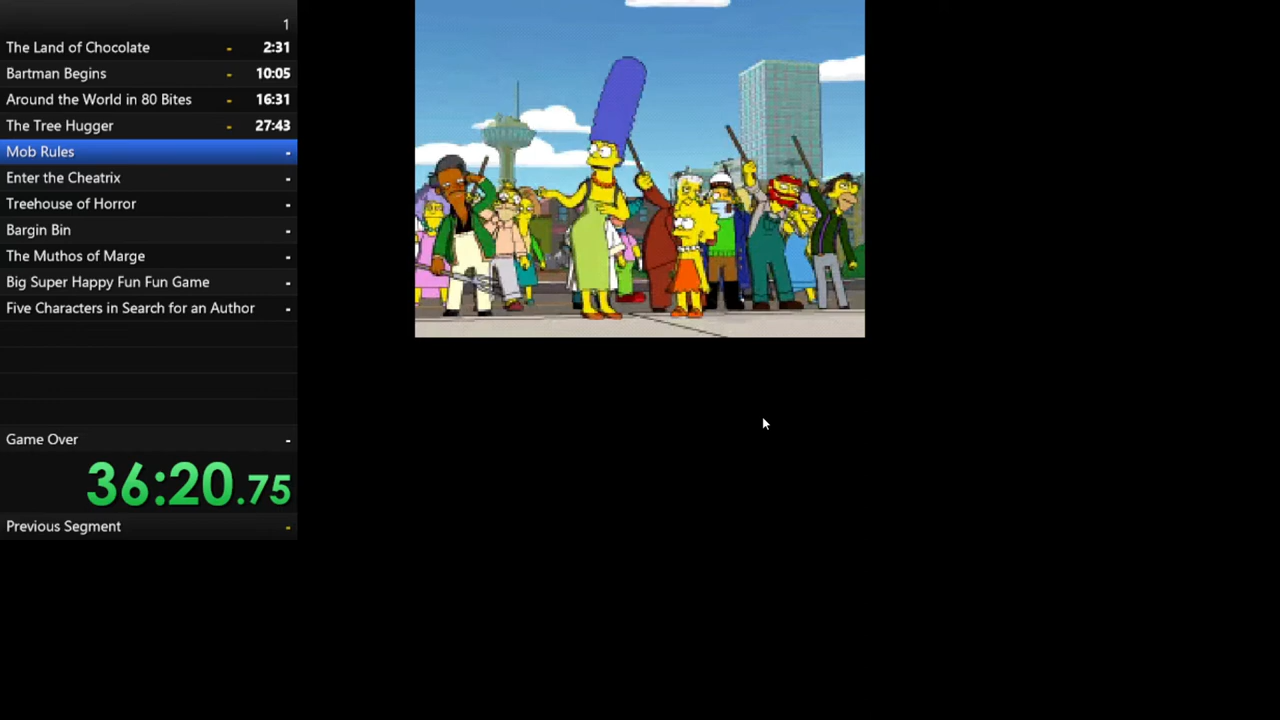 1
The Land of Chocolate - 2:31
Bartman Begins - 10:05
Around the World in 80 Bites - 16:31
The Tree Hugger - 27:43
Mob Rules -
Enter the Cheatrix -
Treehouse of Horror -
Bargin Bin -
The Muthos of Marge -
Big Super Happy Fun Fun Game -
Five Characters in Search for an Author -
Game Over -
36:20.75
Previous Segment -